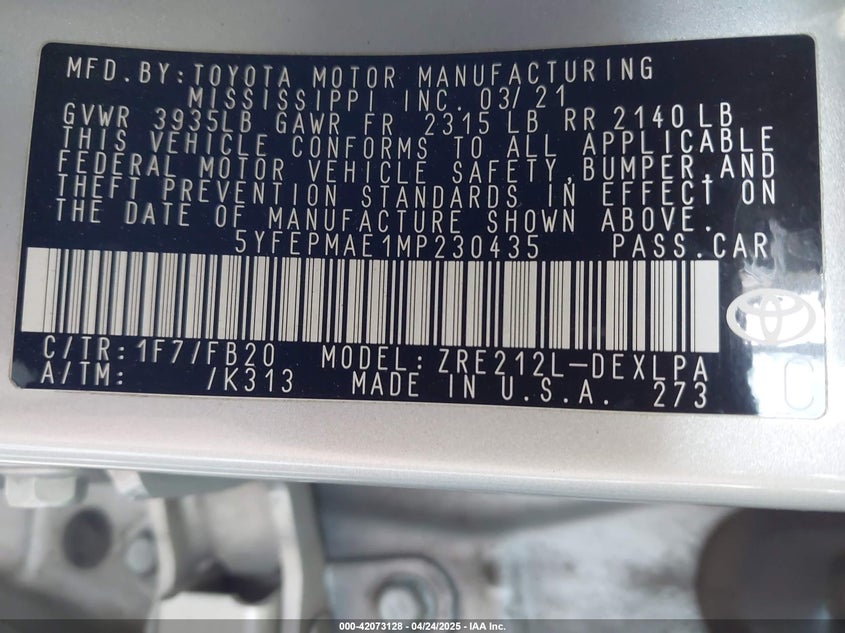 MFD.BY:TOYOTA MOTOR MANUFACTURING
MISSISSIPPI INC. 03/21
GVWR 3935LB GAWR FR 2315 LB RR 2140 LB
THIS VEHICLE CONFORMS TO ALL APPLICABLE
FEDERAL MOTOR VEHICLE SAFETY,BUMPER,AND
THEFT PREVENTION STANDARDS IN EFFECT ON
THE DATE OF MANUFACTURE SHOWN ABOVE.
5YFEPMAE1MP230435 PASS.CAR
C/TR:1F7/FB20 MODEL:ZRE212L-DEXLPA
A/TM: /K313 MADE IN U.S.A. 273
C
000-42073128 - 04/24/2025 - IAA Inc.